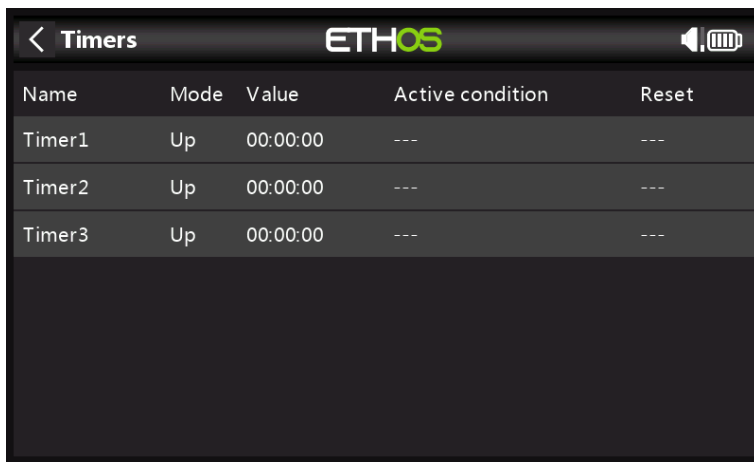 Timers ETHOS
Name Mode Value Active condition Reset
Timer1 Up 00:00:00 --- ---
Timer2 Up 00:00:00 --- ---
Timer3 Up 00:00:00 --- ---